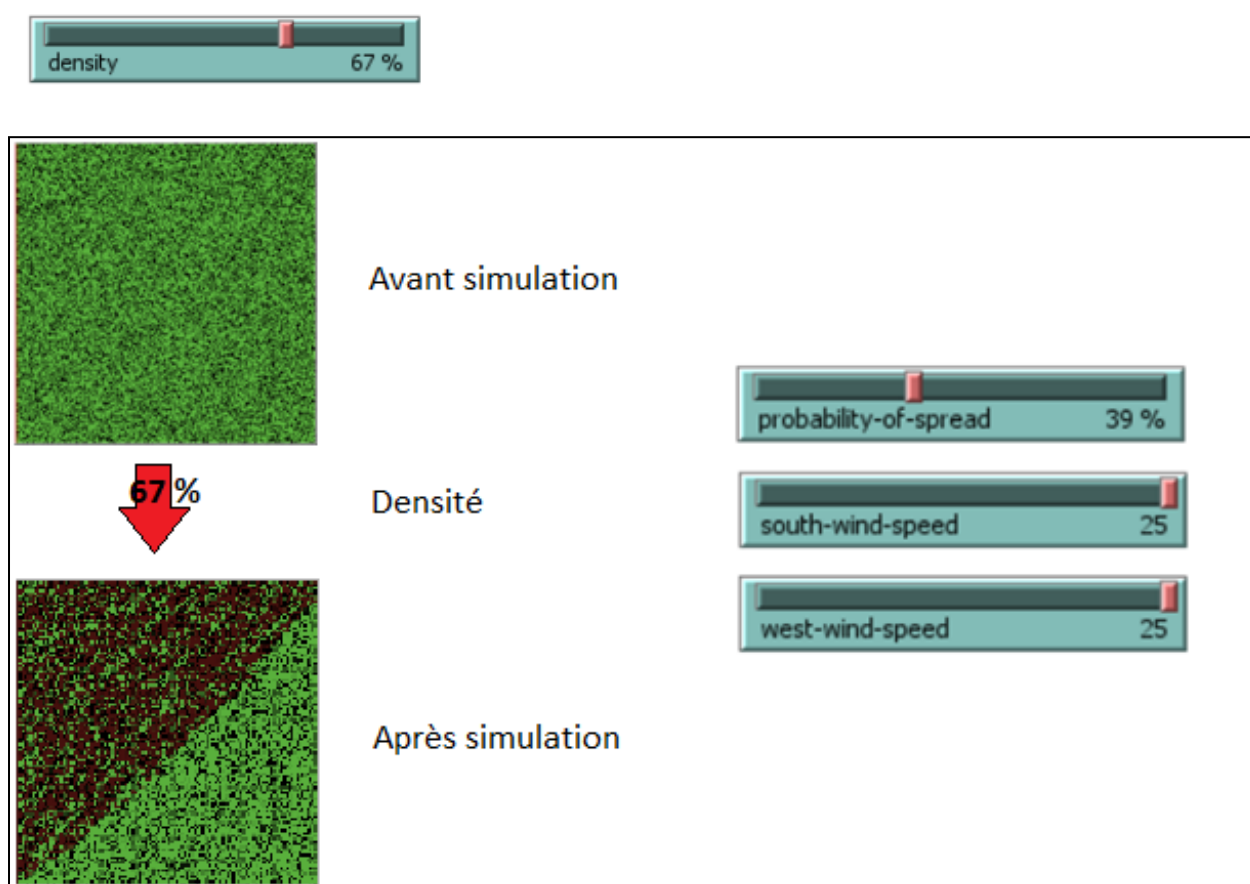 density 67 %
Avant simulation
probability-of-spread 39 %
67 % Densité
south-wind-speed 25
west-wind-speed 25
Après simulation